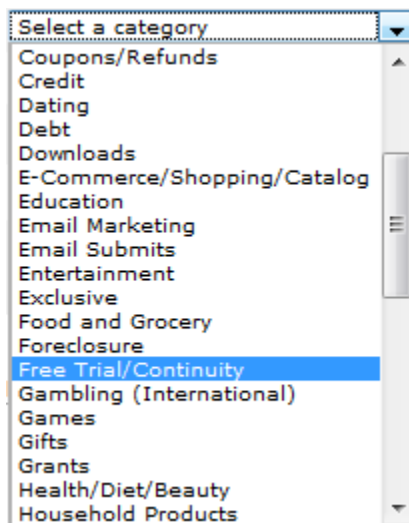 Select a category
Coupons/Refunds
Credit
Dating
Debt
Downloads
E-Commerce/Shopping/Catalog
Education
Email Marketing
Email Submits
Entertainment
Exclusive
Food and Grocery
Foreclosure
Free Trial/Continuity
Gambling (International)
Games
Gifts
Grants
Health/Diet/Beauty
Household Products